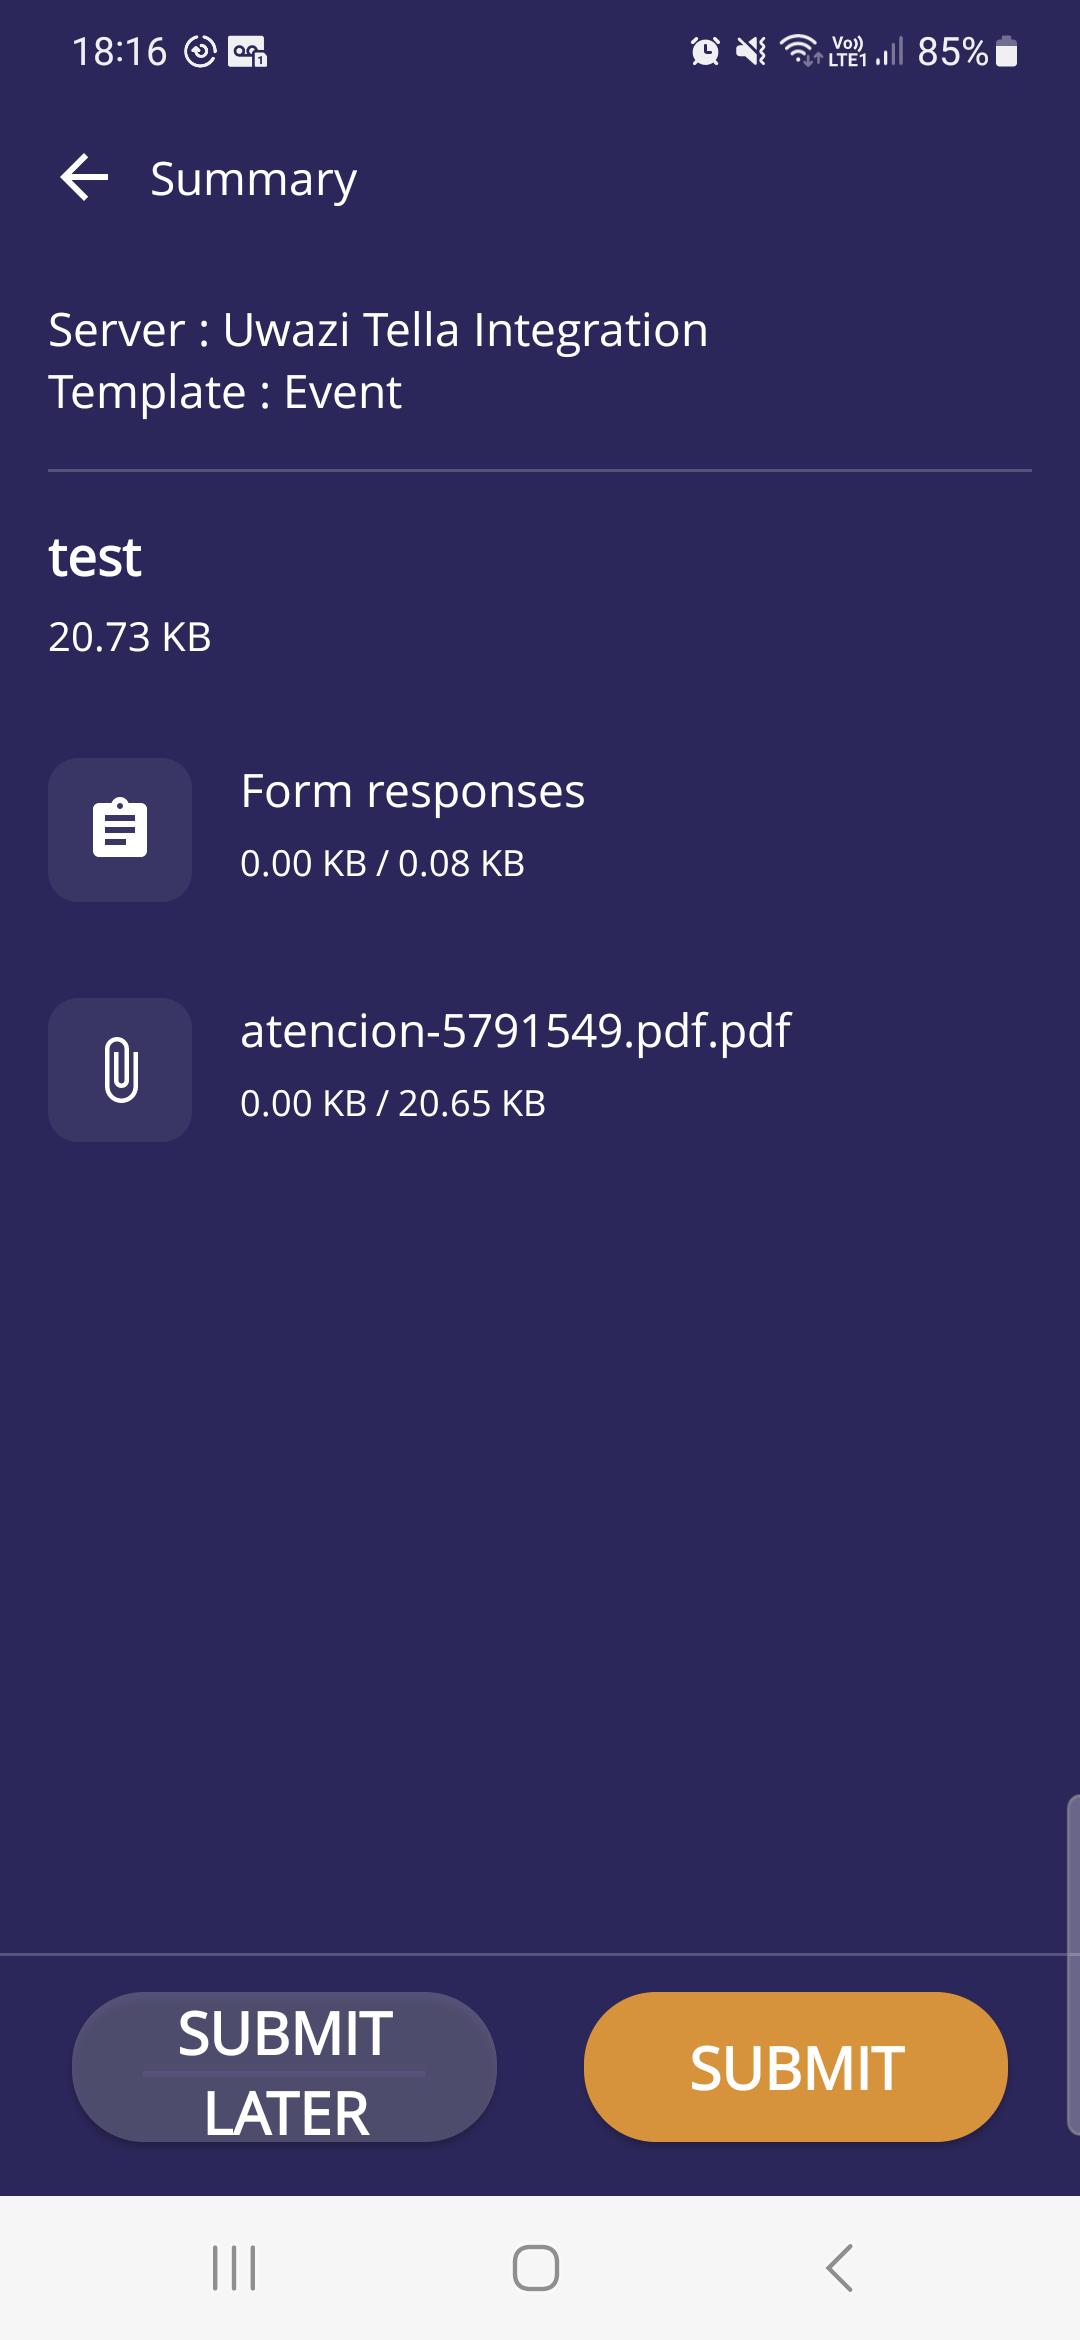 18:16
Vo)) LTE1 85%
Summary
Server : Uwazi Tella Integration
Template : Event
test
20.73 KB
Form responses
0.00 KB / 0.08 KB
atencion-5791549.pdf.pdf
0.00 KB / 20.65 KB
SUBMIT
LATER
SUBMIT